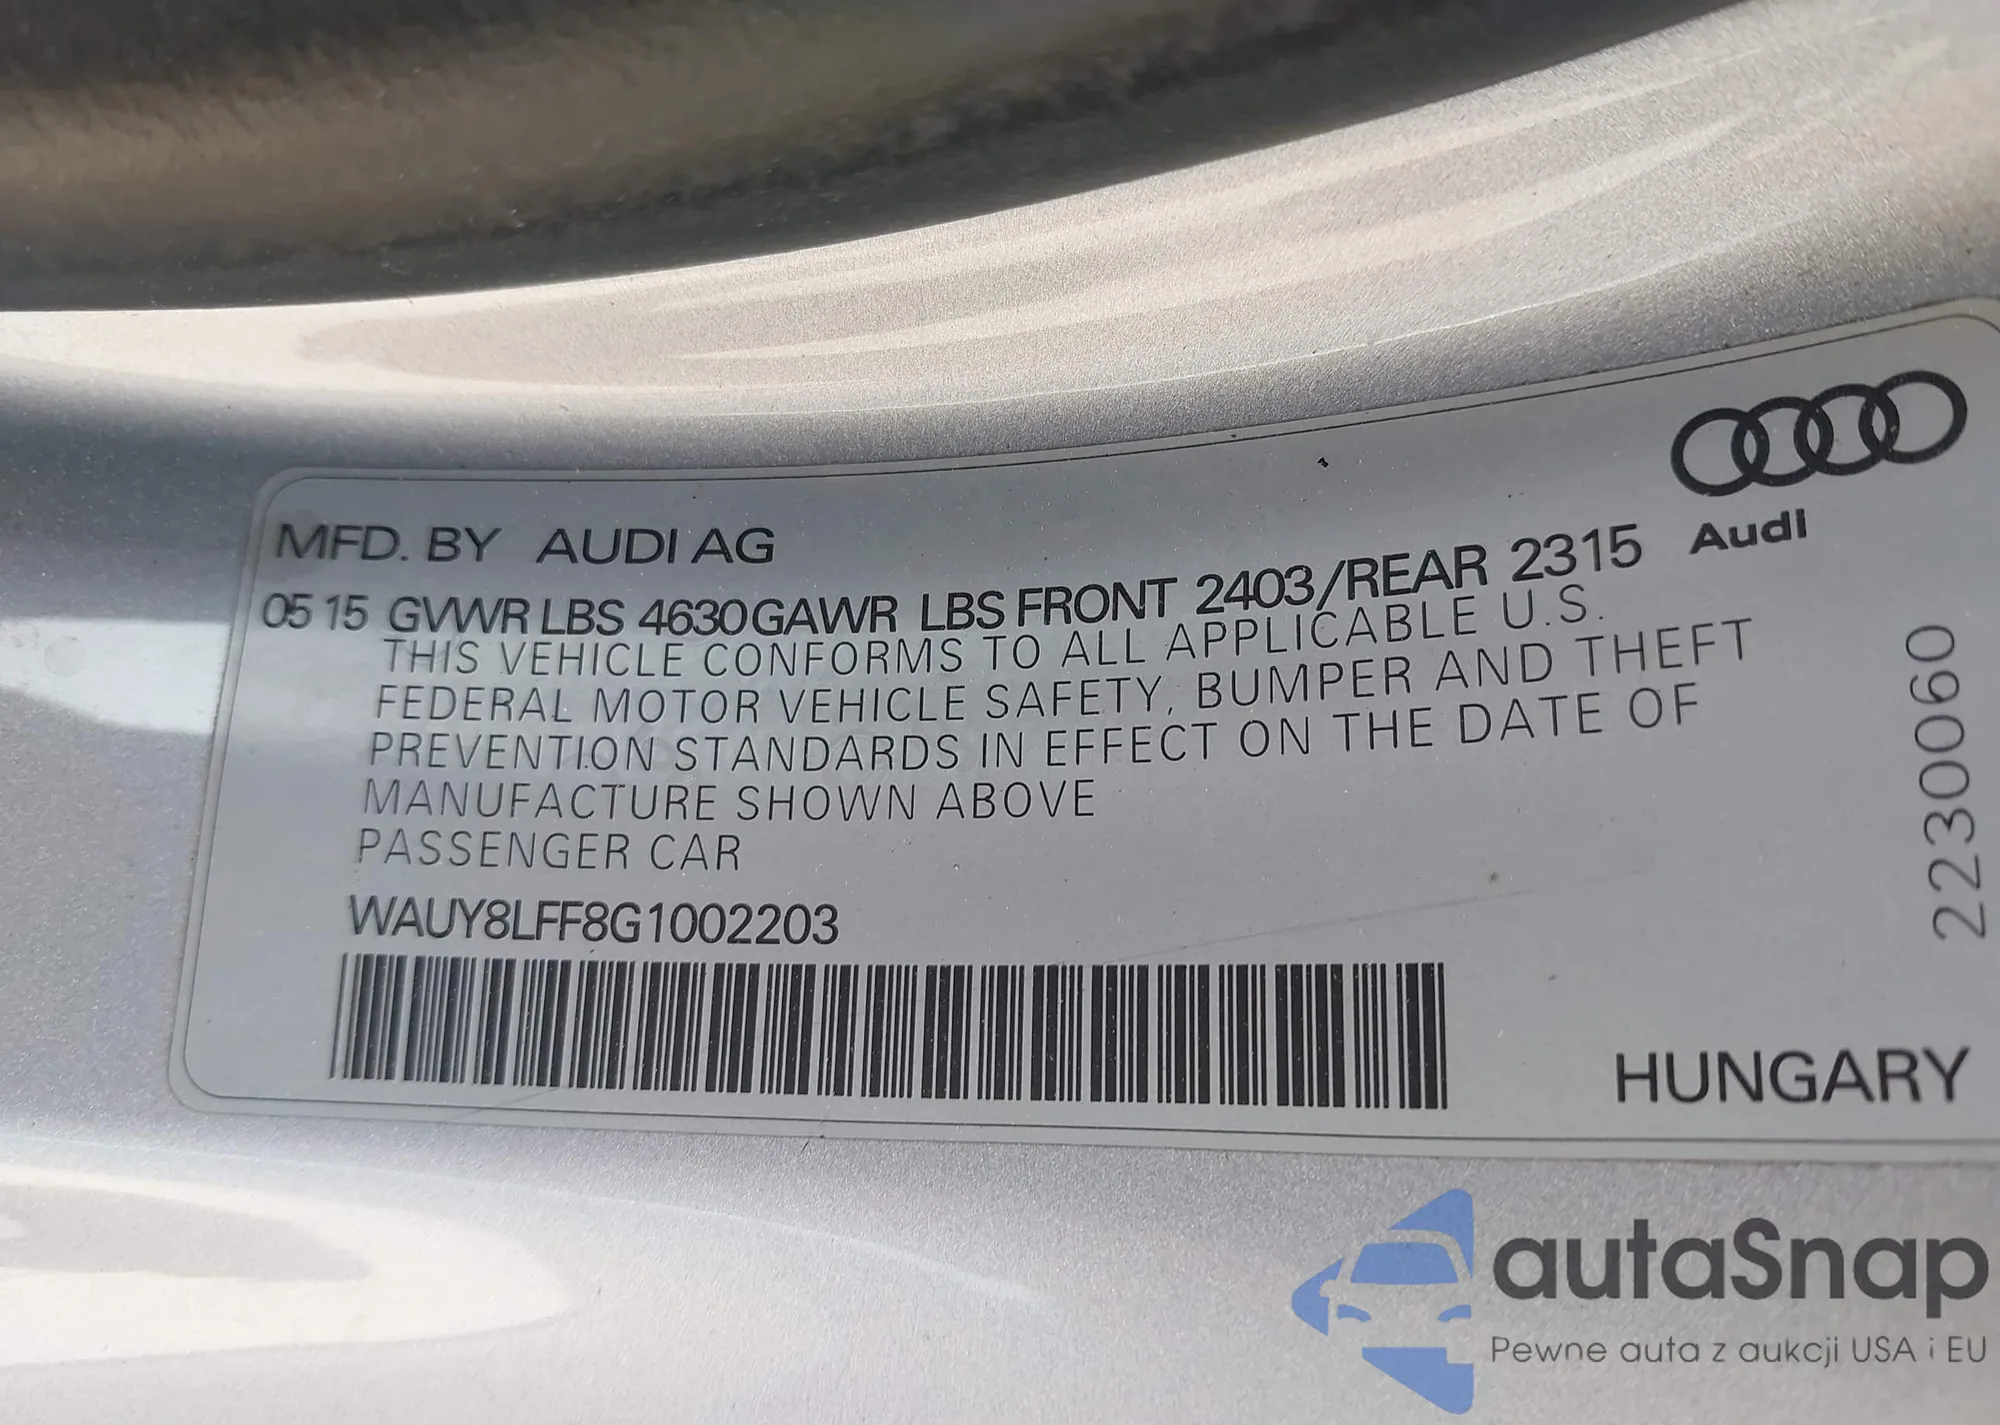 MFD. BY AUDI AG
Audi
05 15 GVWR LBS 4630 GAWR LBS FRONT 2403/REAR 2315
THIS VEHICLE CONFORMS TO ALL APPLICABLE U.S.
FEDERAL MOTOR VEHICLE SAFETY, BUMPER AND THEFT
PREVENTION STANDARDS IN EFFECT ON THE DATE OF
MANUFACTURE SHOWN ABOVE
PASSENGER CAR
WAUY8LFF8G1002203
2230060
HUNGARY
autaSnap
Pewne auta z aukcji USA i EU